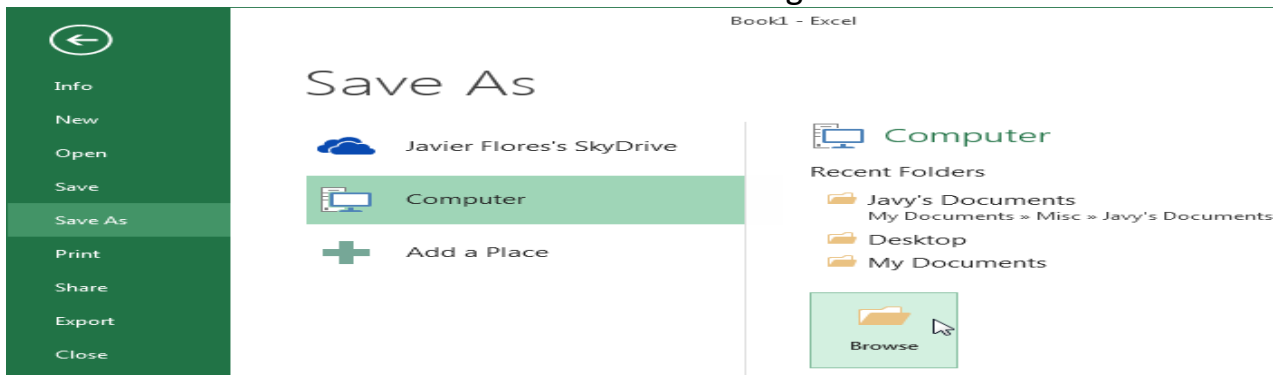 Book1 - Excel
Info
New
Open
Save
Save As
Print
Share
Export
Close
Save As
Javier Flores's SkyDrive
Computer
Add a Place
Computer
Recent Folders
Javy's Documents
My Documents » Misc » Javy's Documents
Desktop
My Documents
Browse